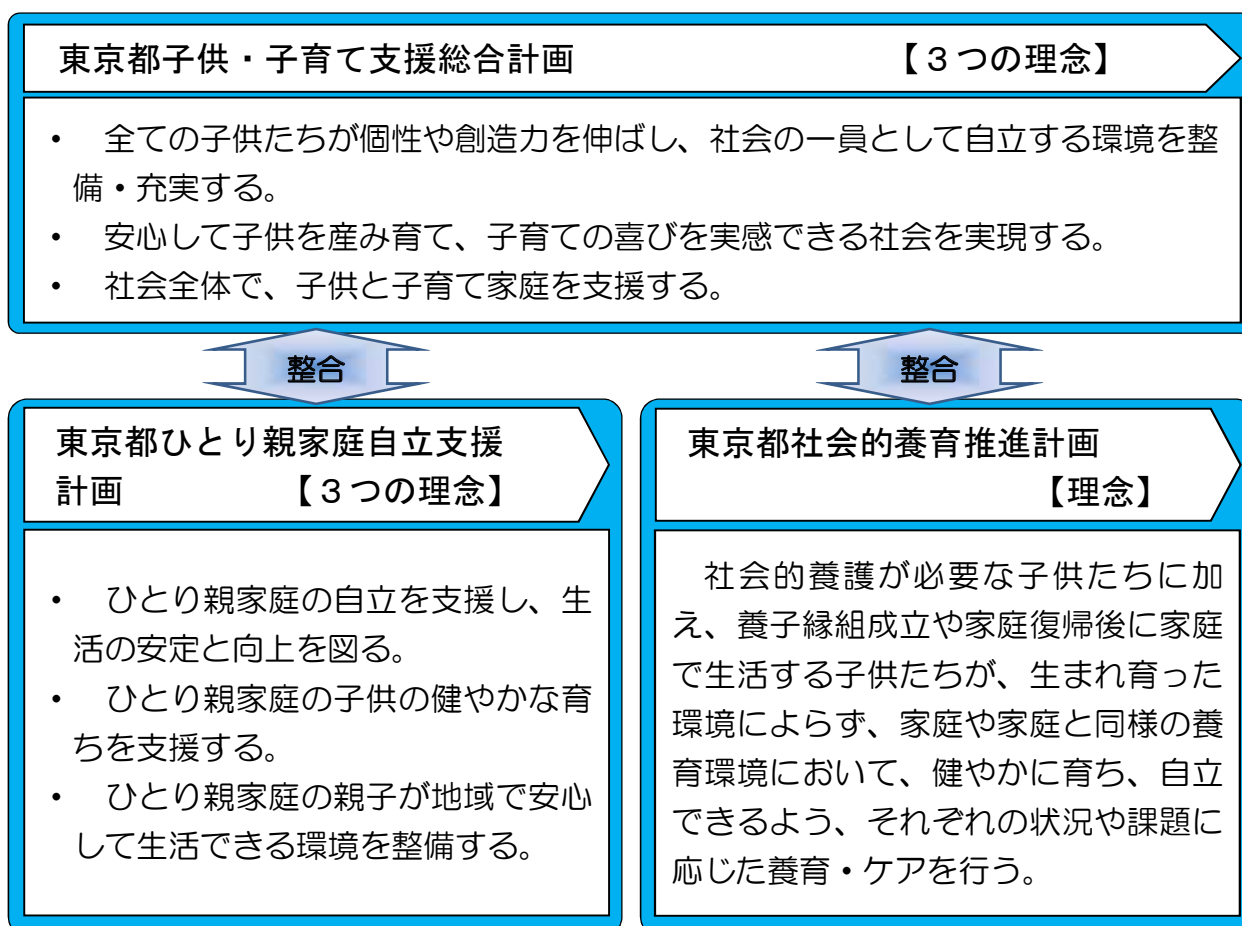 東京都子供・子育て支援総合計画 【３つの理念】
・ 全ての子供たちが個性や創造力を伸ばし、社会の一員として自立する環境を整
備・充実する。
・ 安心して子供を産み育て、子育ての喜びを実感できる社会を実現する。
・ 社会全体で、子供と子育て家庭を支援する。
整合
整合
東京都ひとり親家庭自立支援
計画 【３つの理念】
・ ひとり親家庭の自立を支援し、生
活の安定と向上を図る。
・ ひとり親家庭の子供の健やかな育
ちを支援する。
・ ひとり親家庭の親子が地域で安心
して生活できる環境を整備する。
東京都社会的養育推進計画
【理念】
社会的養護が必要な子供たちに加
え、養子縁組成立や家庭復帰後に家庭
で生活する子供たちが、生まれ育った
環境によらず、家庭や家庭と同様の養
育環境において、健やかに育ち、自立
できるよう、それぞれの状況や課題に
応じた養育・ケアを行う。